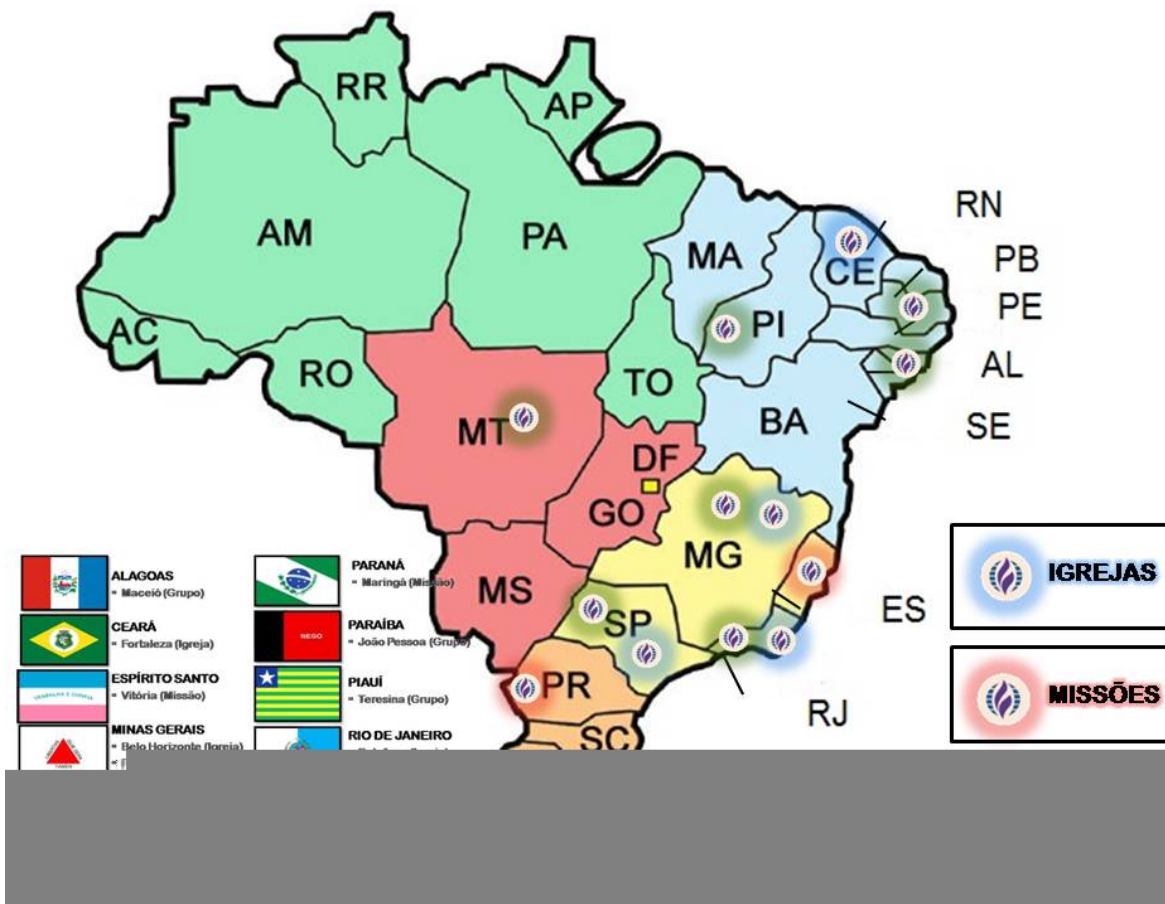 RR
AP
AM
PA
MA
CE
RN
PB
PE
PI
AC
RO
TO
AL
MT
BA
SE
DF
GO
MG
MS
ES
SP
PR
RJ
SC
ALAGOAS
▫ Maceió (Grupo)
CEARÁ
▫ Fortaleza (Igreja)
ESPÍRITO SANTO
▫ Vitória (Missão)
MINAS GERAIS
▫ Belo Horizonte (Igreja)
PARANÁ
▫ Maringá (Missão)
NEGO
PARAÍBA
▫ João Pessoa (Grupo)
PIAUÍ
▫ Teresina (Grupo)
RIO DE JANEIRO
IGREJAS
MISSÕES